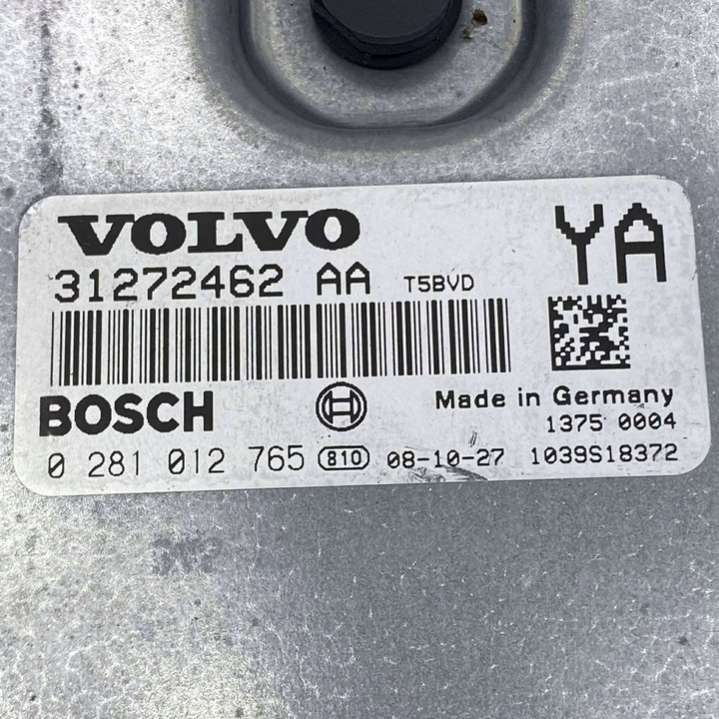 VOLVO
YA
31272462 AA T5BVD
BOSCH
Made in Germany
1375 0004
0 281 012 765 810 08-10-27 1039S18372